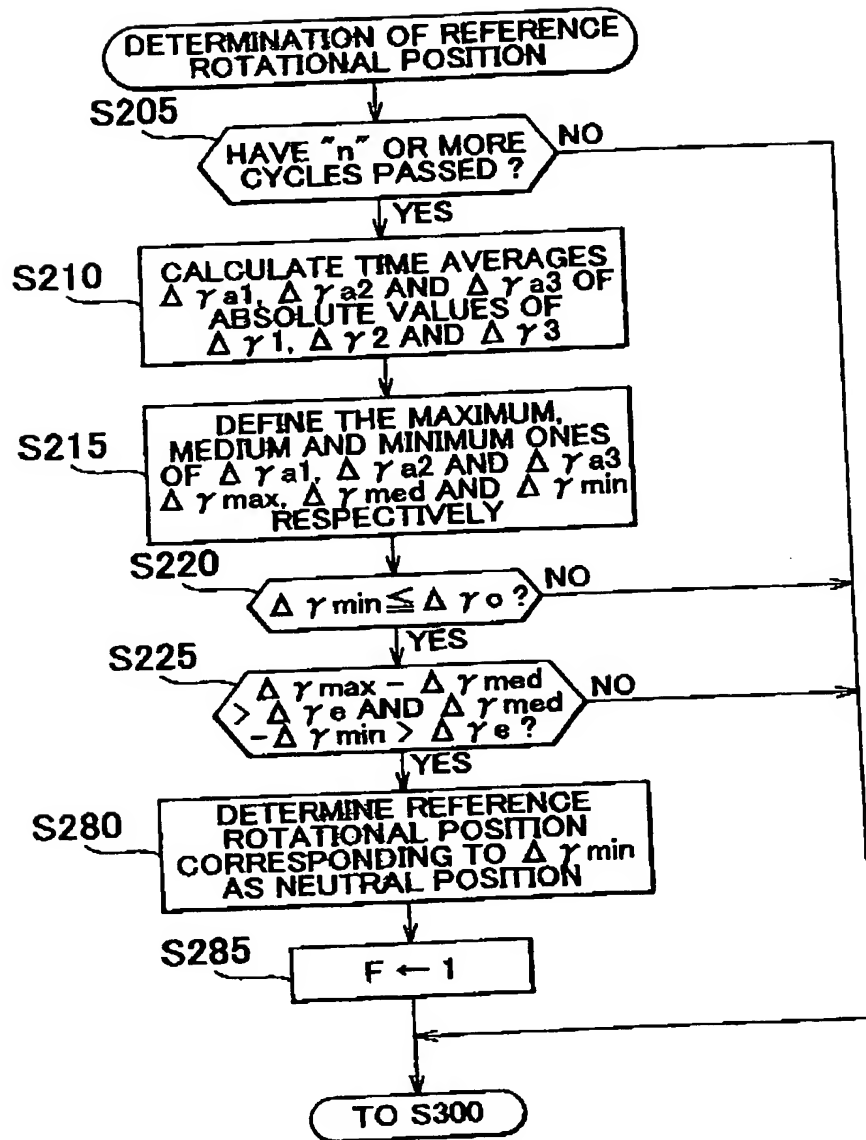 DETERMINATION OF REFERENCE
ROTATIONAL POSITION
S205
HAVE "n" OR MORE
CYCLES PASSED ?
NO
YES
S210
CALCULATE TIME AVERAGES
Δγa1, Δγa2 AND Δγa3 OF
ABSOLUTE VALUES OF
Δγ1, Δγ2 AND Δγ3
S215
DEFINE THE MAXIMUM,
MEDIUM AND MINIMUM ONES
OF Δγa1, Δγa2 AND Δγa3
Δγmax, Δγmed AND Δγmin
RESPECTIVELY
S220
Δγmin≦Δγo?
NO
YES
S225
Δγmax-Δγmed
> Δγe AND Δγmed
-Δγmin > Δγe?
NO
YES
S280
DETERMINE REFERENCE
ROTATIONAL POSITION
CORRESPONDING TO Δγmin
AS NEUTRAL POSITION
S285
F ← 1
TO S300